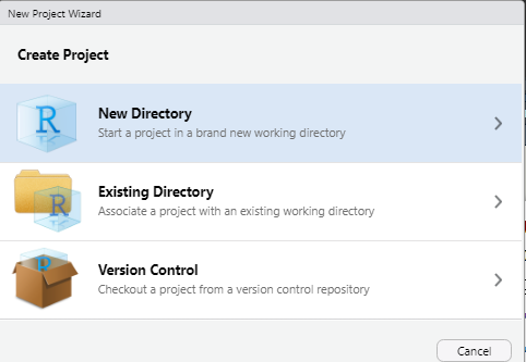 New Project Wizard
Create Project
R
New Directory
Start a project in a brand new working directory
R
Existing Directory
Associate a project with an existing working directory
R
Version Control
Checkout a project from a version control repository
Cancel